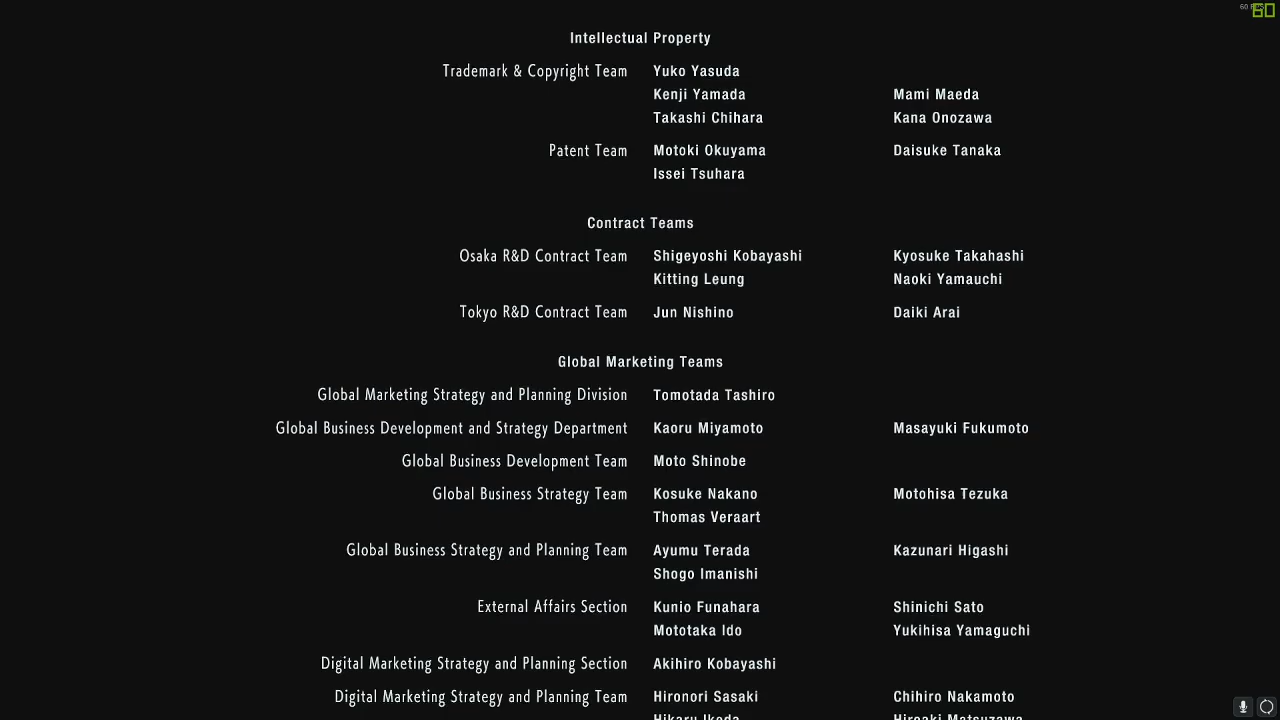 60
Intellectual Property
Trademark & Copyright Team Yuko Yasuda
Kenji Yamada Mami Maeda
Takashi Chihara Kana Onozawa
Patent Team Motoki Okuyama Daisuke Tanaka
Issei Tsuhara
Contract Teams
Osaka R&D Contract Team Shigeyoshi Kobayashi Kyosuke Takahashi
Kitting Leung Naoki Yamauchi
Tokyo R&D Contract Team Jun Nishino Daiki Arai
Global Marketing Teams
Global Marketing Strategy and Planning Division Tomotada Tashiro
Global Business Development and Strategy Department Kaoru Miyamoto Masayuki Fukumoto
Global Business Development Team Moto Shinobe
Global Business Strategy Team Kosuke Nakano Motohisa Tezuka
Thomas Veraart
Global Business Strategy and Planning Team Ayumu Terada Kazunari Higashi
Shogo Imanishi
External Affairs Section Kunio Funahara Shinichi Sato
Mototaka Ido Yukihisa Yamaguchi
Digital Marketing Strategy and Planning Section Akihiro Kobayashi
Digital Marketing Strategy and Planning Team Hironori Sasaki Chihiro Nakamoto
Hikaru Ikeda Hiroaki Matsuzawa